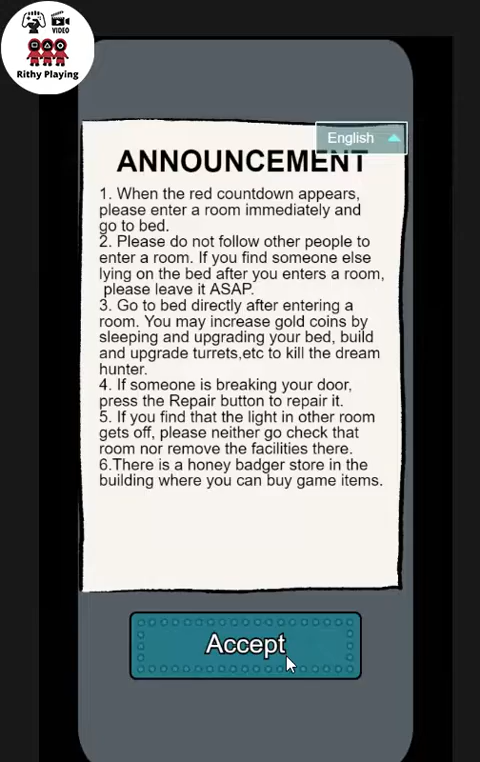 VIDEO
Rithy Playing
English
ANNOUNCEMENT
1. When the red countdown appears,
please enter a room immediately and
go to bed.
2. Please do not follow other people to
enter a room. If you find someone else
lying on the bed after you enters a room,
please leave it ASAP.
3. Go to bed directly after entering a
room. You may increase gold coins by
sleeping and upgrading your bed, build
and upgrade turrets,etc to kill the dream
hunter.
4. If someone is breaking your door,
press the Repair button to repair it.
5. If you find that the light in other room
gets off, please neither go check that
room nor remove the facilities there.
6.There is a honey badger store in the
building where you can buy game items.
Accept